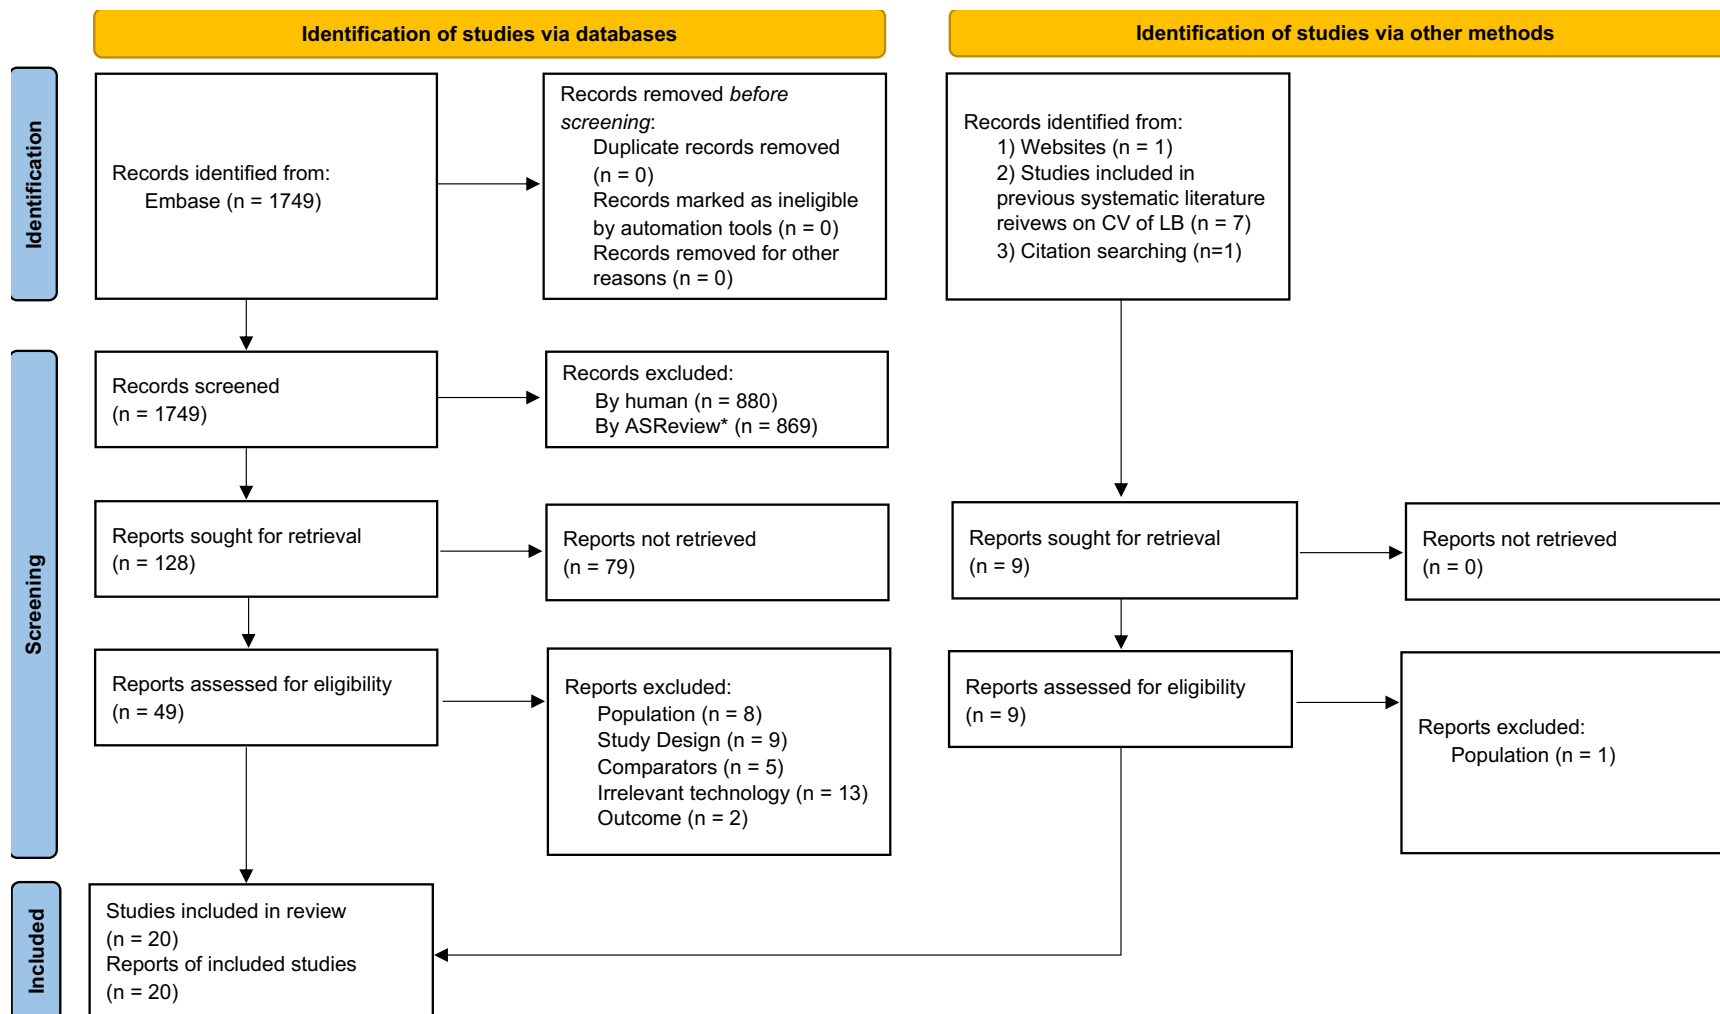 Identification of studies via databases
Identification of studies via other methods
Identification
Records identified from:
Embase (n = 1749)
Records removed before
screening:
Duplicate records removed
(n = 0)
Records marked as ineligible
by automation tools (n = 0)
Records removed for other
reasons (n = 0)
Records identified from:
1) Websites (n = 1)
2) Studies included in
previous systematic literature
reivews on CV of LB (n = 7)
3) Citation searching (n=1)
Screening
Records screened
(n = 1749)
Records excluded:
By human (n = 880)
By ASReview* (n = 869)
Reports sought for retrieval
(n = 128)
Reports not retrieved
(n = 79)
Reports sought for retrieval
(n = 9)
Reports not retrieved
(n = 0)
Reports assessed for eligibility
(n = 49)
Reports excluded:
Population (n = 8)
Study Design (n = 9)
Comparators (n = 5)
Irrelevant technology (n = 13)
Outcome (n = 2)
Reports assessed for eligibility
(n = 9)
Reports excluded:
Population (n = 1)
Included
Studies included in review
(n = 20)
Reports of included studies
(n = 20)